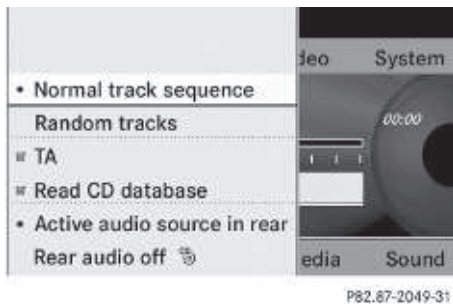 deo System
• Normal track sequence
Random tracks
00:00
TA
Read CD database
• Active audio source in rear
Rear audio off
edia Sound
P82.87-2049-31